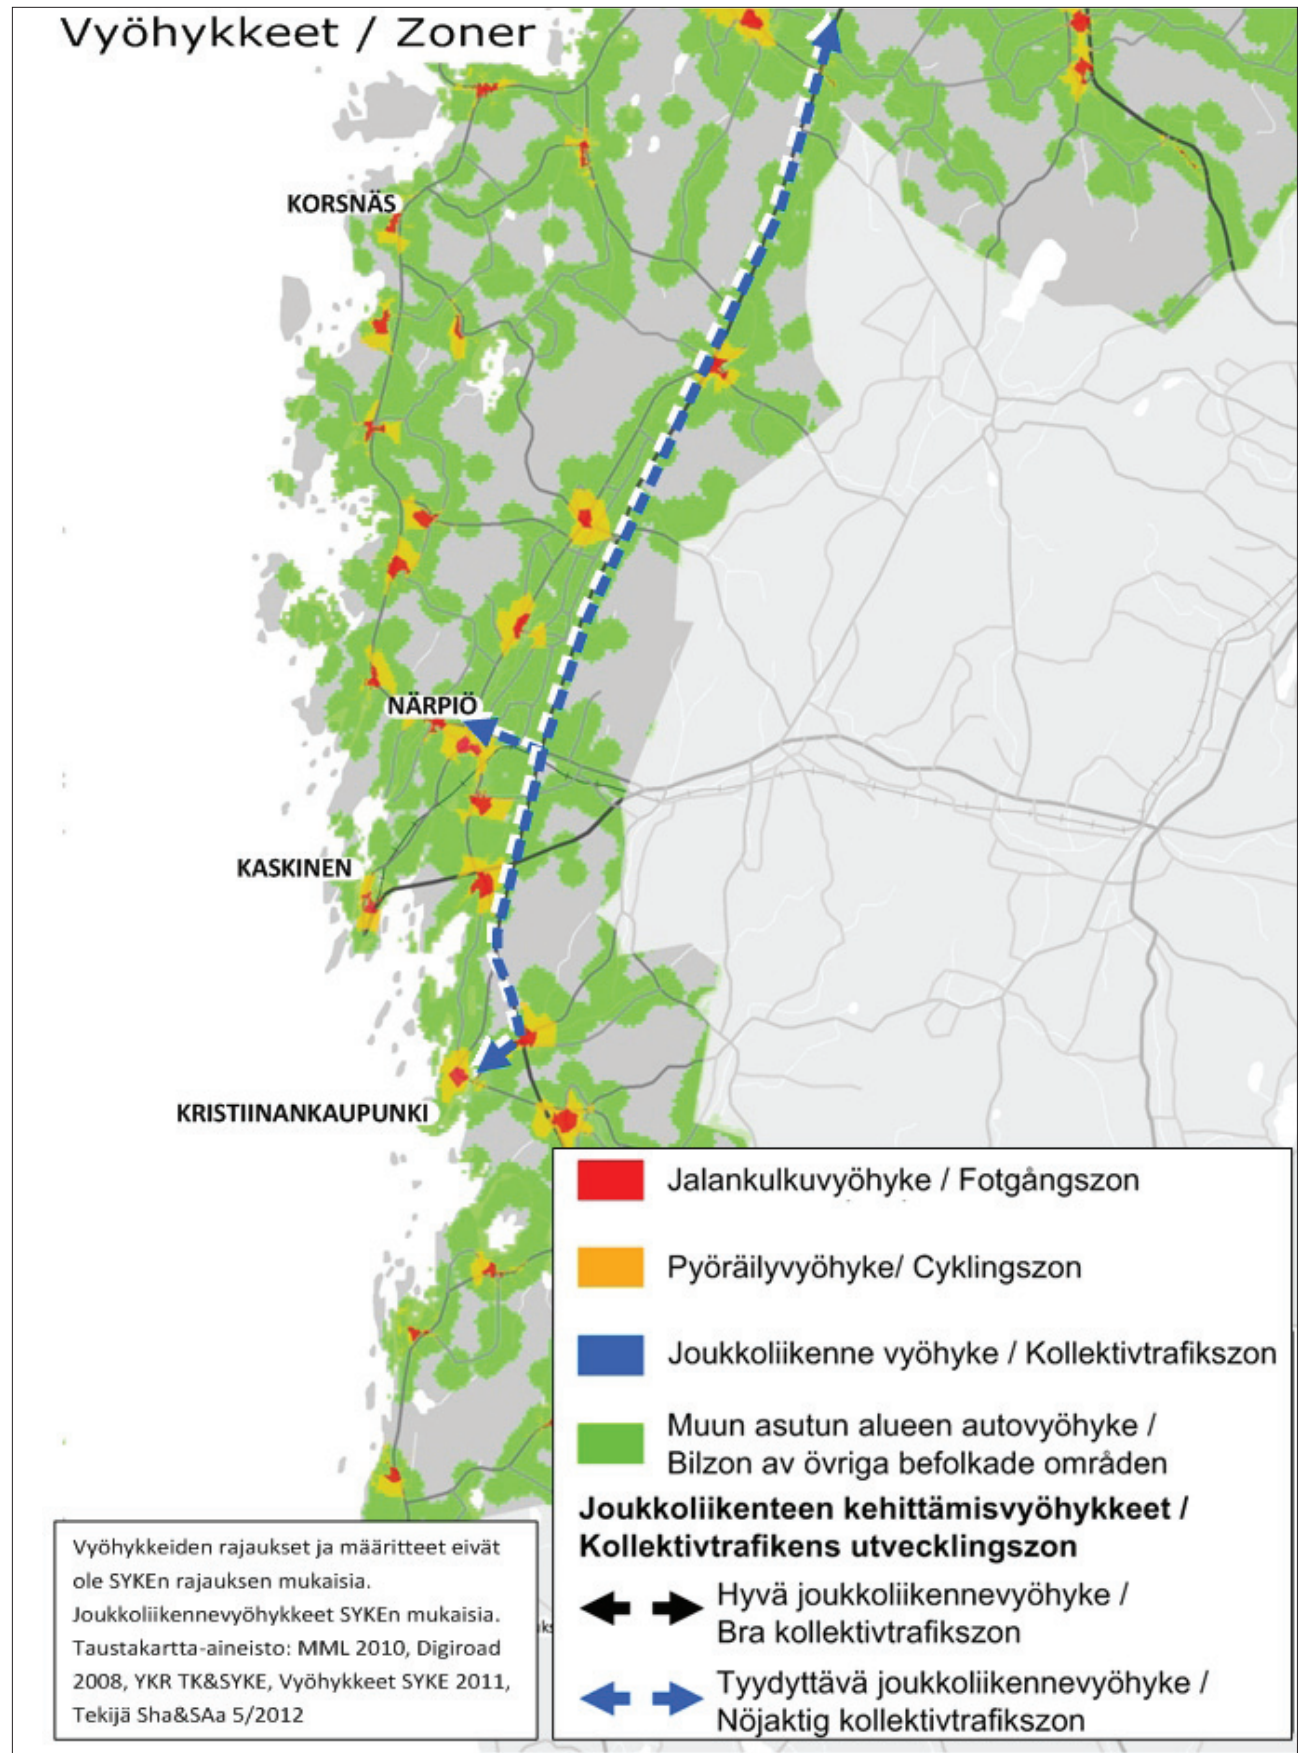 Vyöhykkeet / Zoner
KORSNÄS
NÄRPIÖ
KASKINEN
KRISTIINANKAUPUNKI
Jalankulkuvyöhyke / Fotgångszon
Pyöräilyvyöhyke/ Cyklingszon
Joukkoliikenne vyöhyke / Kollektivtrafikszon
Muun asutun alueen autovyöhyke /
Bilzon av övriga befolkade områden
Joukkoliikenteen kehittämisvyöhykkeet /
Kollektivtrafikens utvecklingszon
Hyvä joukkoliikennevyöhyke /
Bra kollektivtrafikszon
Tyydyttävä joukkoliikennevyöhyke /
Nöjaktig kollektivtrafikszon
Vyöhykkeiden rajaukset ja määritteet eivät
ole SYKEn rajauksen mukaisia.
Joukkoliikennevyöhykkeet SYKEn mukaisia.
Taustakartta-aineisto: MML 2010, Digiroad
2008, YKR TK&SYKE, Vyöhykkeet SYKE 2011,
Tekijä Sha&SAa 5/2012